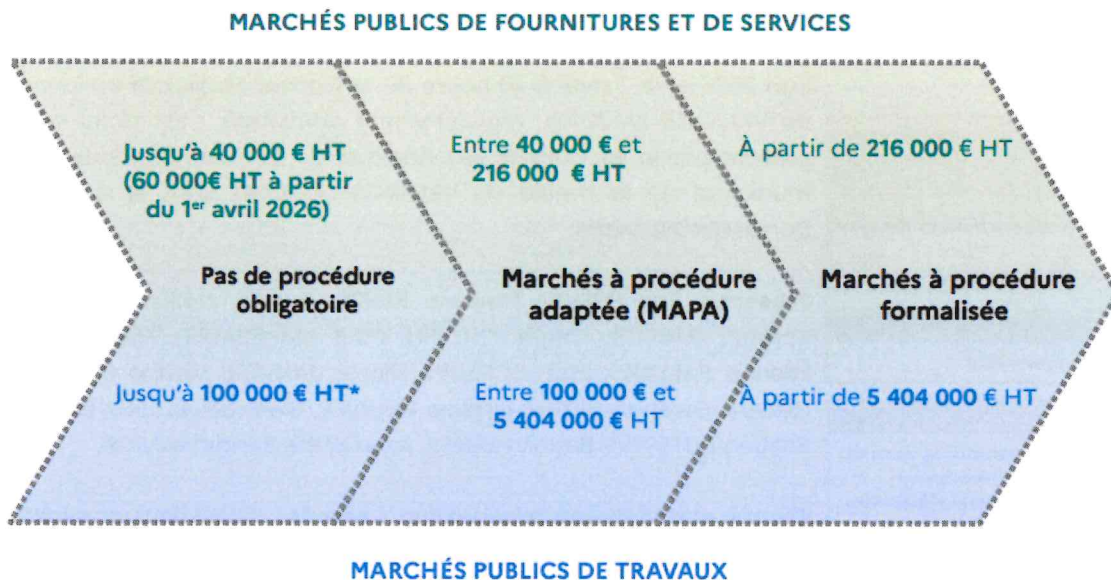 MARCHÉS PUBLICS DE FOURNITURES ET DE SERVICES
Jusqu'à 40 000 € HT
(60 000€ HT à partir
du 1er avril 2026)
Entre 40 000 € et
216 000 € HT
À partir de 216 000 € HT
Pas de procédure
obligatoire
Marchés à procédure
adaptée (MAPA)
Marchés à procédure
formalisée
Jusqu'à 100 000 € HT*
Entre 100 000 € et
5 404 000 € HT
À partir de 5 404 000 € HT
MARCHÉS PUBLICS DE TRAVAUX